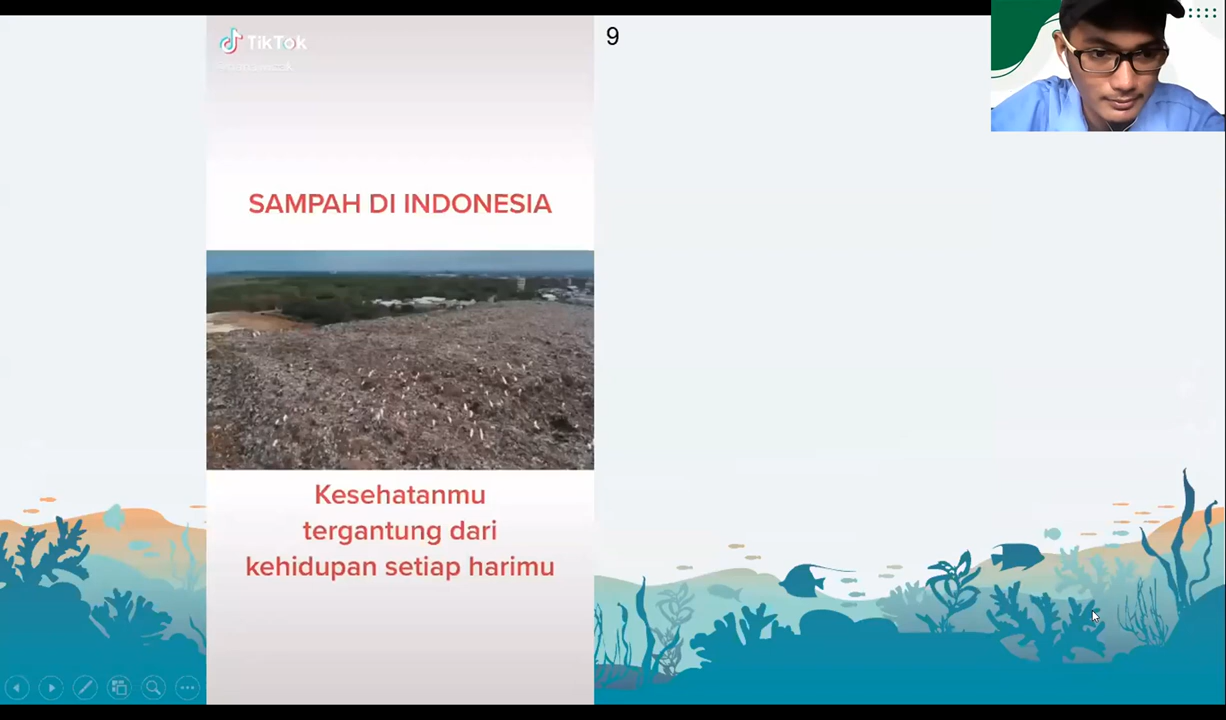 TikTok
9
SAMPAH DI INDONESIA
Kesehatanmu
tergantung dari
kehidupan setiap harimu